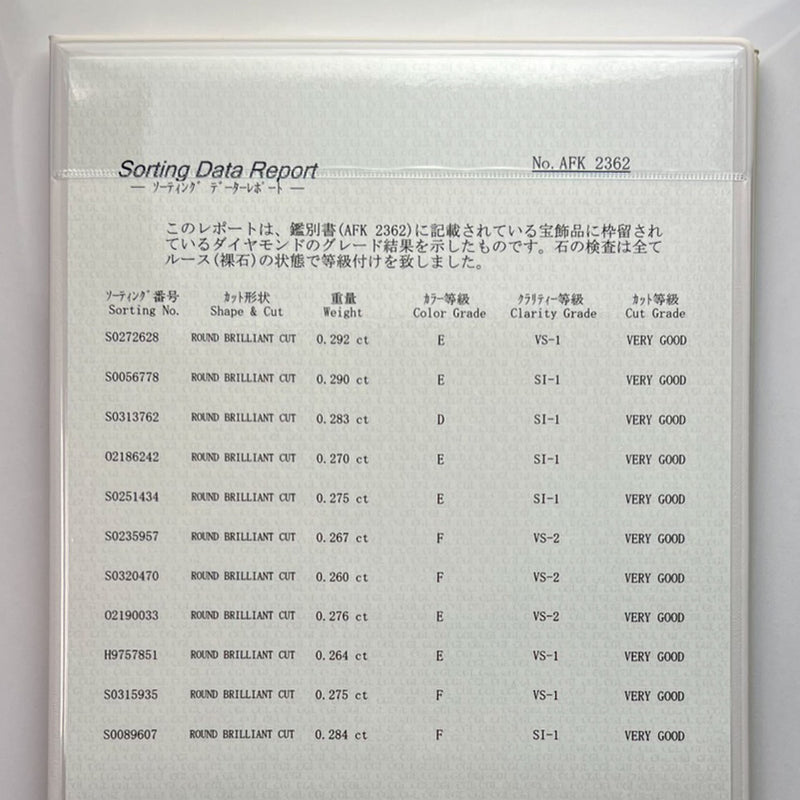 Sorting Data Report
No. AFK 2362
― ｿｰﾃｨﾝｸﾞ ﾃﾞｰﾀｰﾚﾎﾟｰﾄ ―
このレポートは、鑑別書(AFK 2362)に記載されている宝飾品に枠留され
ているダイヤモンドのグレード結果を示したものです。石の検査は全て
ルース(裸石)の状態で等級付けを致しました。
ｿｰﾃｨﾝｸﾞ番号 ｶｯﾄ形状 重量 ｶﾗｰ等級 ｸﾗﾘﾃｨｰ等級 ｶｯﾄ等級
Sorting No. Shape & Cut Weight Color Grade Clarity Grade Cut Grade
S0272628 ROUND BRILLIANT CUT 0.292 ct E VS-1 VERY GOOD
S0056778 ROUND BRILLIANT CUT 0.290 ct E SI-1 VERY GOOD
S0313762 ROUND BRILLIANT CUT 0.283 ct D SI-1 VERY GOOD
O2186242 ROUND BRILLIANT CUT 0.270 ct E SI-1 VERY GOOD
S0251434 ROUND BRILLIANT CUT 0.275 ct E SI-1 VERY GOOD
S0235957 ROUND BRILLIANT CUT 0.267 ct F VS-2 VERY GOOD
S0320470 ROUND BRILLIANT CUT 0.260 ct F VS-2 VERY GOOD
O2190033 ROUND BRILLIANT CUT 0.276 ct E VS-2 VERY GOOD
H9757851 ROUND BRILLIANT CUT 0.264 ct E VS-1 VERY GOOD
S0315935 ROUND BRILLIANT CUT 0.275 ct F VS-1 VERY GOOD
S0089607 ROUND BRILLIANT CUT 0.284 ct F SI-1 VERY GOOD